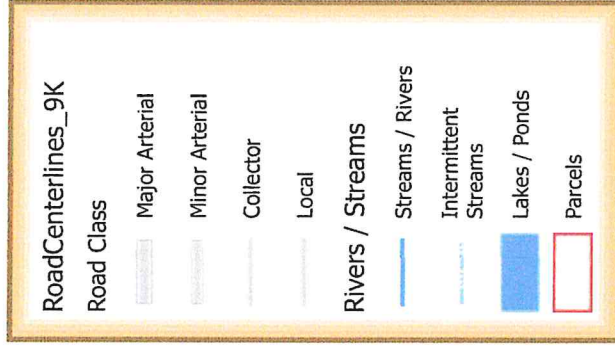 RoadCenterlines_9K
Road Class
Major Arterial
Minor Arterial
Collector
Local
Rivers / Streams
Streams / Rivers
Intermittent
Streams
Lakes / Ponds
Parcels